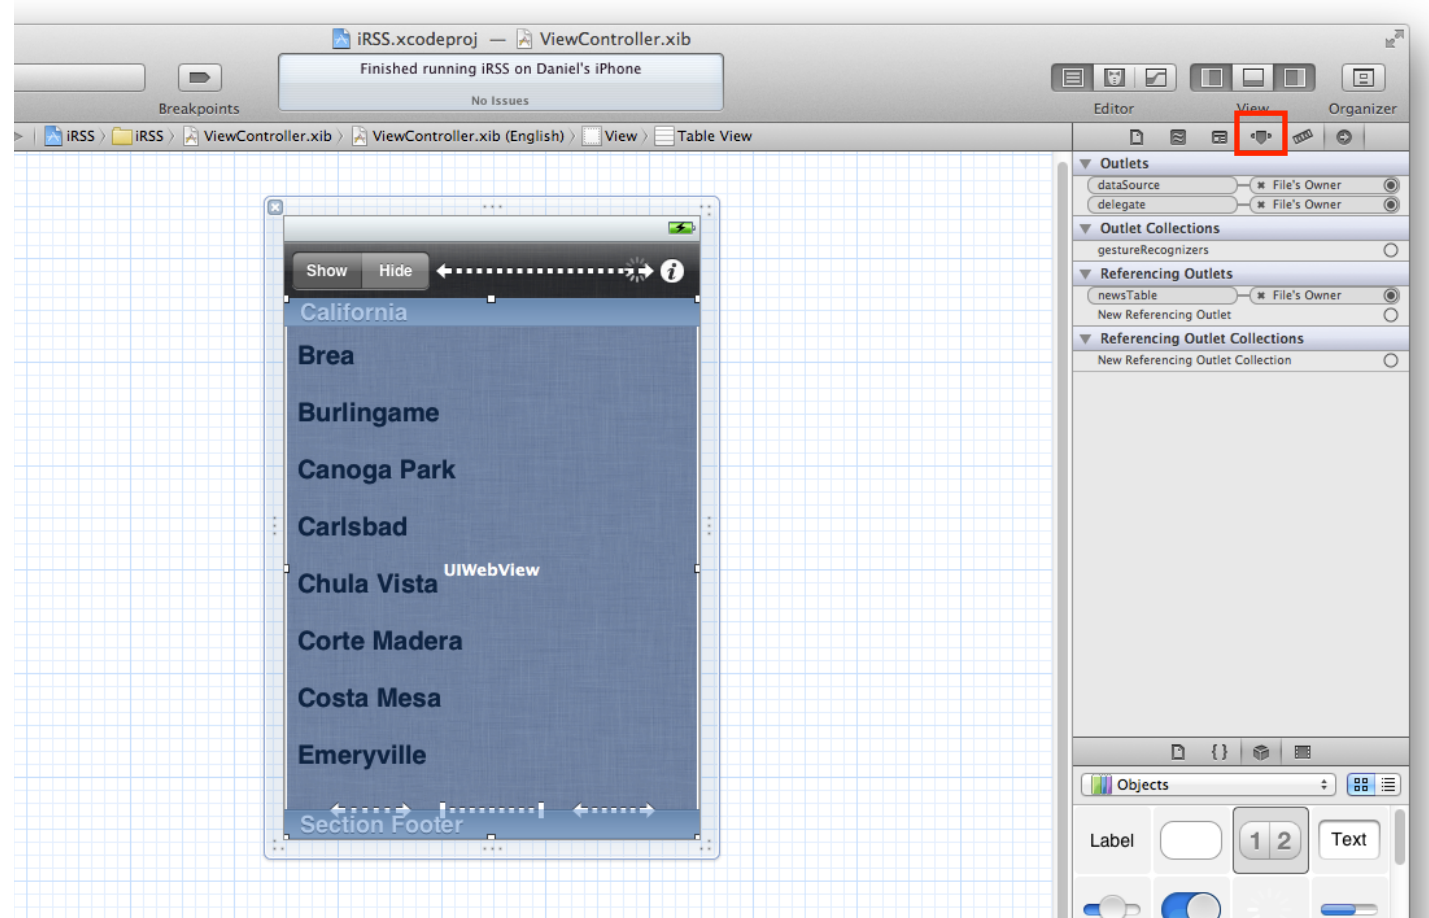 iRSS.xcodeproj — ViewController.xib
Finished running iRSS on Daniel's iPhone
No Issues
Breakpoints
Editor
View
Organizer
iRSS
iRSS
ViewController.xib
ViewController.xib (English)
View
Table View
Outlets
dataSource
File's Owner
delegate
File's Owner
Outlet Collections
gestureRecognizers
Referencing Outlets
newsTable
File's Owner
New Referencing Outlet
Referencing Outlet Collections
New Referencing Outlet Collection
Show
Hide
California
Brea
Burlingame
Canoga Park
Carlsbad
UIWebView
Chula Vista
Corte Madera
Costa Mesa
Emeryville
Section Footer
{}
Objects
Label
1 2
Text